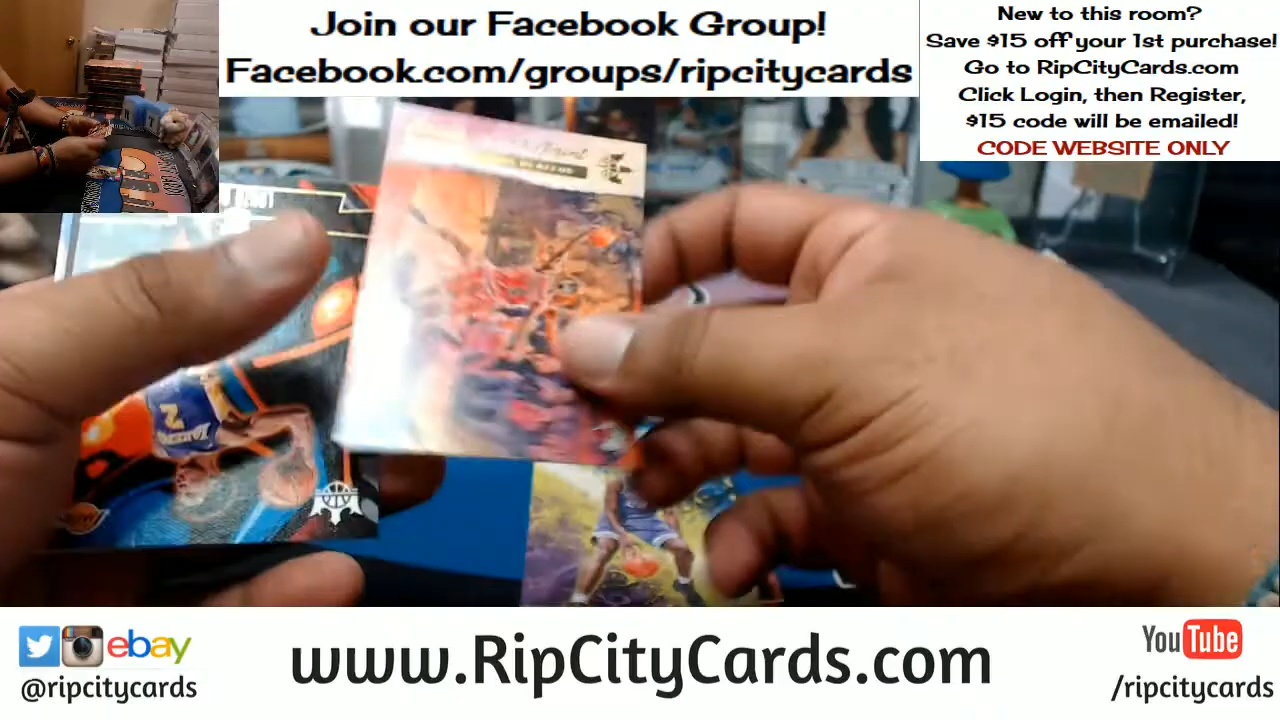 Join our Facebook Group!
Facebook.com/groups/ripcitycards
New to this room?
Save $15 off your 1st purchase!
Go to RipCityCards.com
Click Login, then Register,
$15 code will be emailed!
CODE WEBSITE ONLY
2
ebay
@ripcitycards
www.RipCityCards.com
YouTube
/ripcitycards